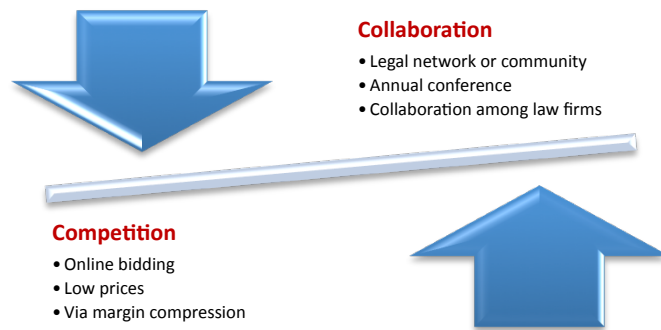 Collaboration
• Legal network or community
• Annual conference
• Collaboration among law firms
Competition
• Online bidding
• Low prices
• Via margin compression